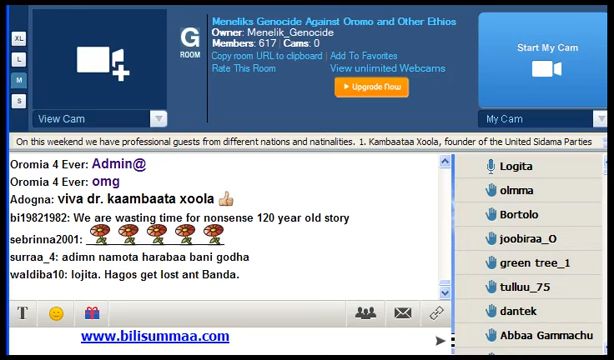 XL
L
M
S
View Cam
G
ROOM
Meneliks Genocide Against Oromo and Other Ethios
Owner: Menelik_Genocide
Members: 617 | Cams: 0
Copy room URL to clipboard | Add To Favorites
Rate This Room View unlimited Webcams
Upgrade Now
Start My Cam
My Cam
On this weekend we have professional guests from different nations and natinalities. 1. Kambaataa Xoola, founder of the United Sidama Parties
Oromia 4 Ever: Admin@
Oromia 4 Ever: omg
Adogna: viva dr. kaambaata xoola
bi19821982: We are wasting time for nonsense 120 year old story
sebrinna2001:
surraa_4: adimn namota harabaa bani godha
waldiba10: lojita. Hagos get lost ant Banda.
T
www.bilisummaa.com
Logita
olmma
Bortolo
joobiraa_O
green tree_1
tulluu_75
dantek
Abbaa Gammachu